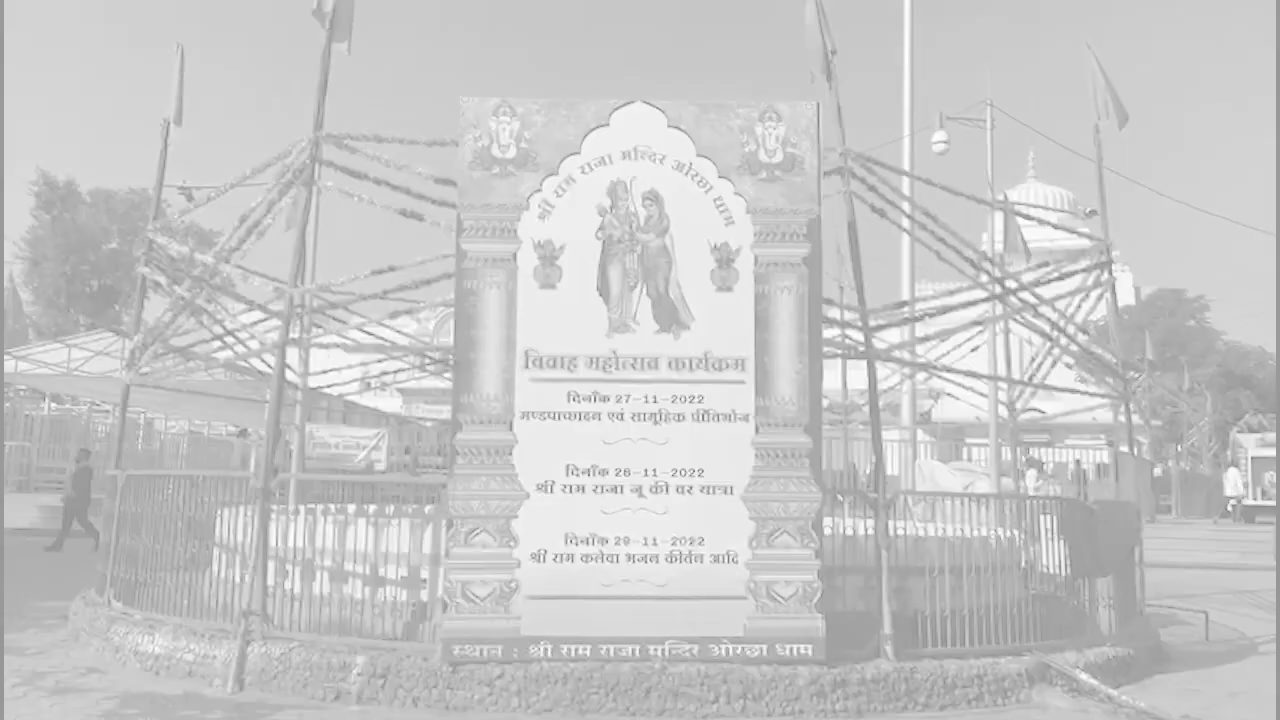 श्री राम राजा मन्दिर ओरछा धाम
विवाह महोत्सव कार्यक्रम
दिनाँक 27-11-2022
मण्डपाच्छादन एवं सामूहिक प्रीतिभोज
दिनाँक 28-11-2022
श्री राम राजा जू की वर यात्रा
दिनाँक 29-11-2022
श्री राम कलेवा भजन कीर्तन आदि
स्थान : श्री राम राजा मन्दिर ओरछा धाम